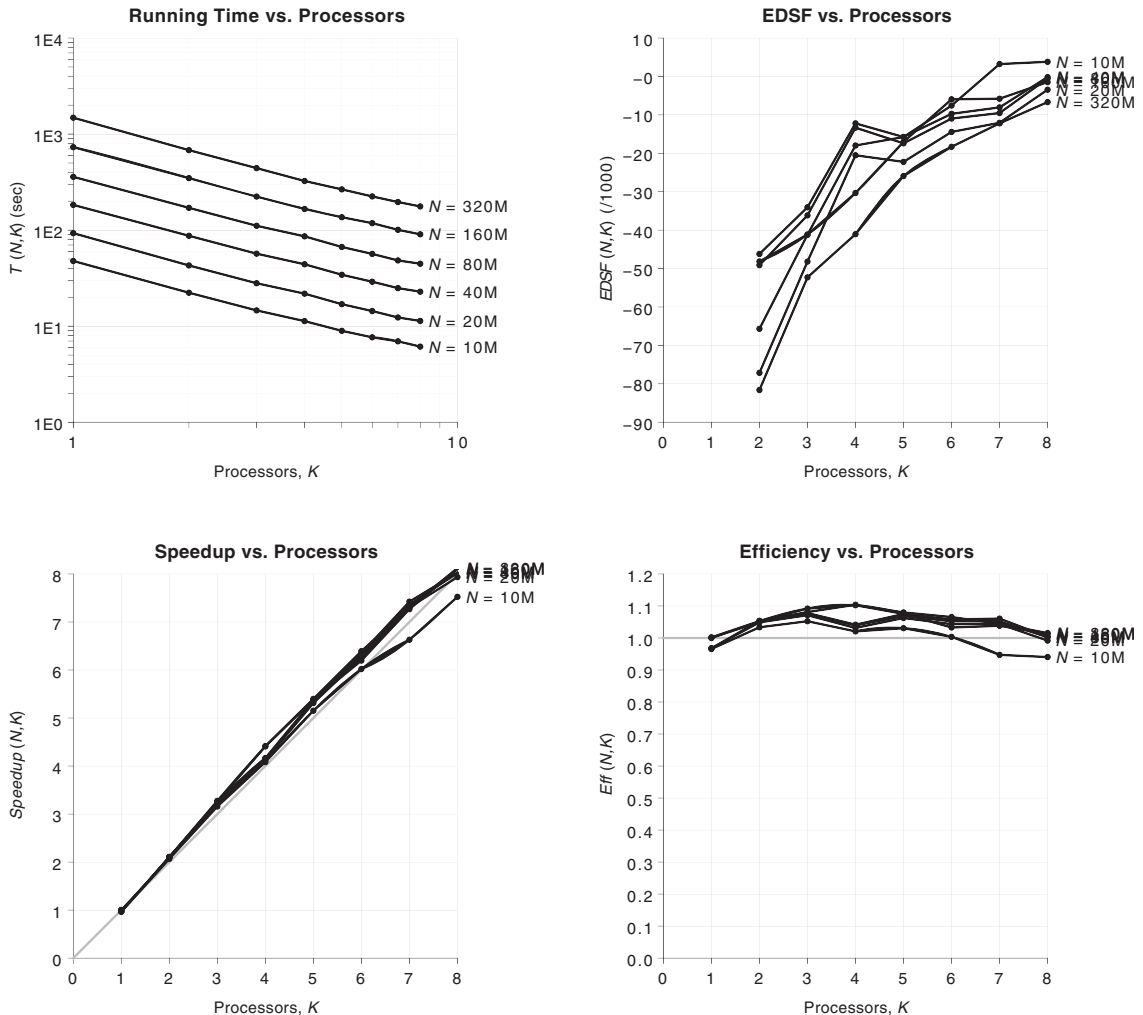 Running Time vs. Processors
1E4
1E3
1E2
1E1
1E0
T (N,K) (sec)
N = 320M
N = 160M
N = 80M
N = 40M
N = 20M
N = 10M
1
10
Processors, K
EDSF vs. Processors
10
−0
−10
−20
−30
−40
−50
−60
−70
−80
−90
EDSF (N,K) (/1000)
N = 10M
N = 20M
N = 320M
0 1 2 3 4 5 6 7 8
Processors, K
Speedup vs. Processors
8
7
6
5
4
3
2
1
0
Speedup (N,K)
N = 20M
N = 10M
0 1 2 3 4 5 6 7 8
Processors, K
Efficiency vs. Processors
1.2
1.1
1.0
0.9
0.8
0.7
0.6
0.5
0.4
0.3
0.2
0.1
0
Eff (N,K)
N = 20M
N = 10M
0 1 2 3 4 5 6 7 8
Processors, K